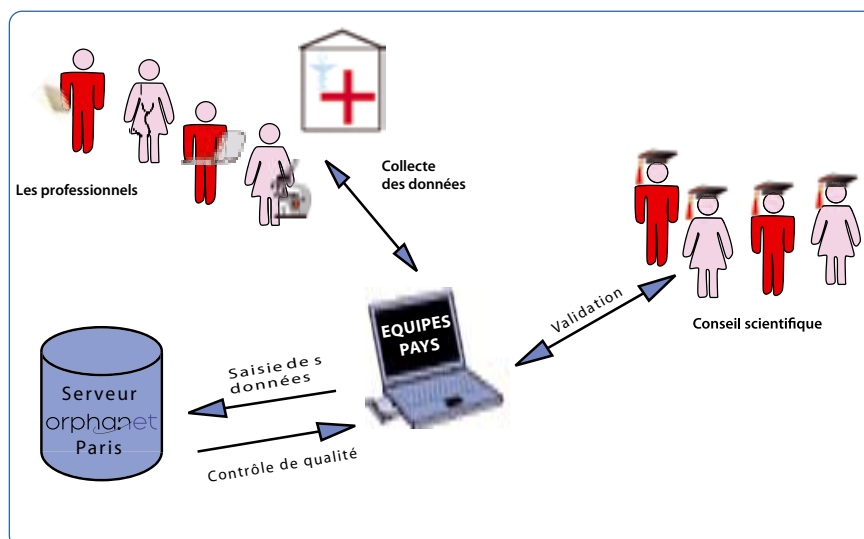 Les professionnels
Collecte
des données
EQUIPES
PAYS
Validation
Conseil scientifique
Saisie de s
données
Serveur
orphanet
Paris
Contrôle de qualité